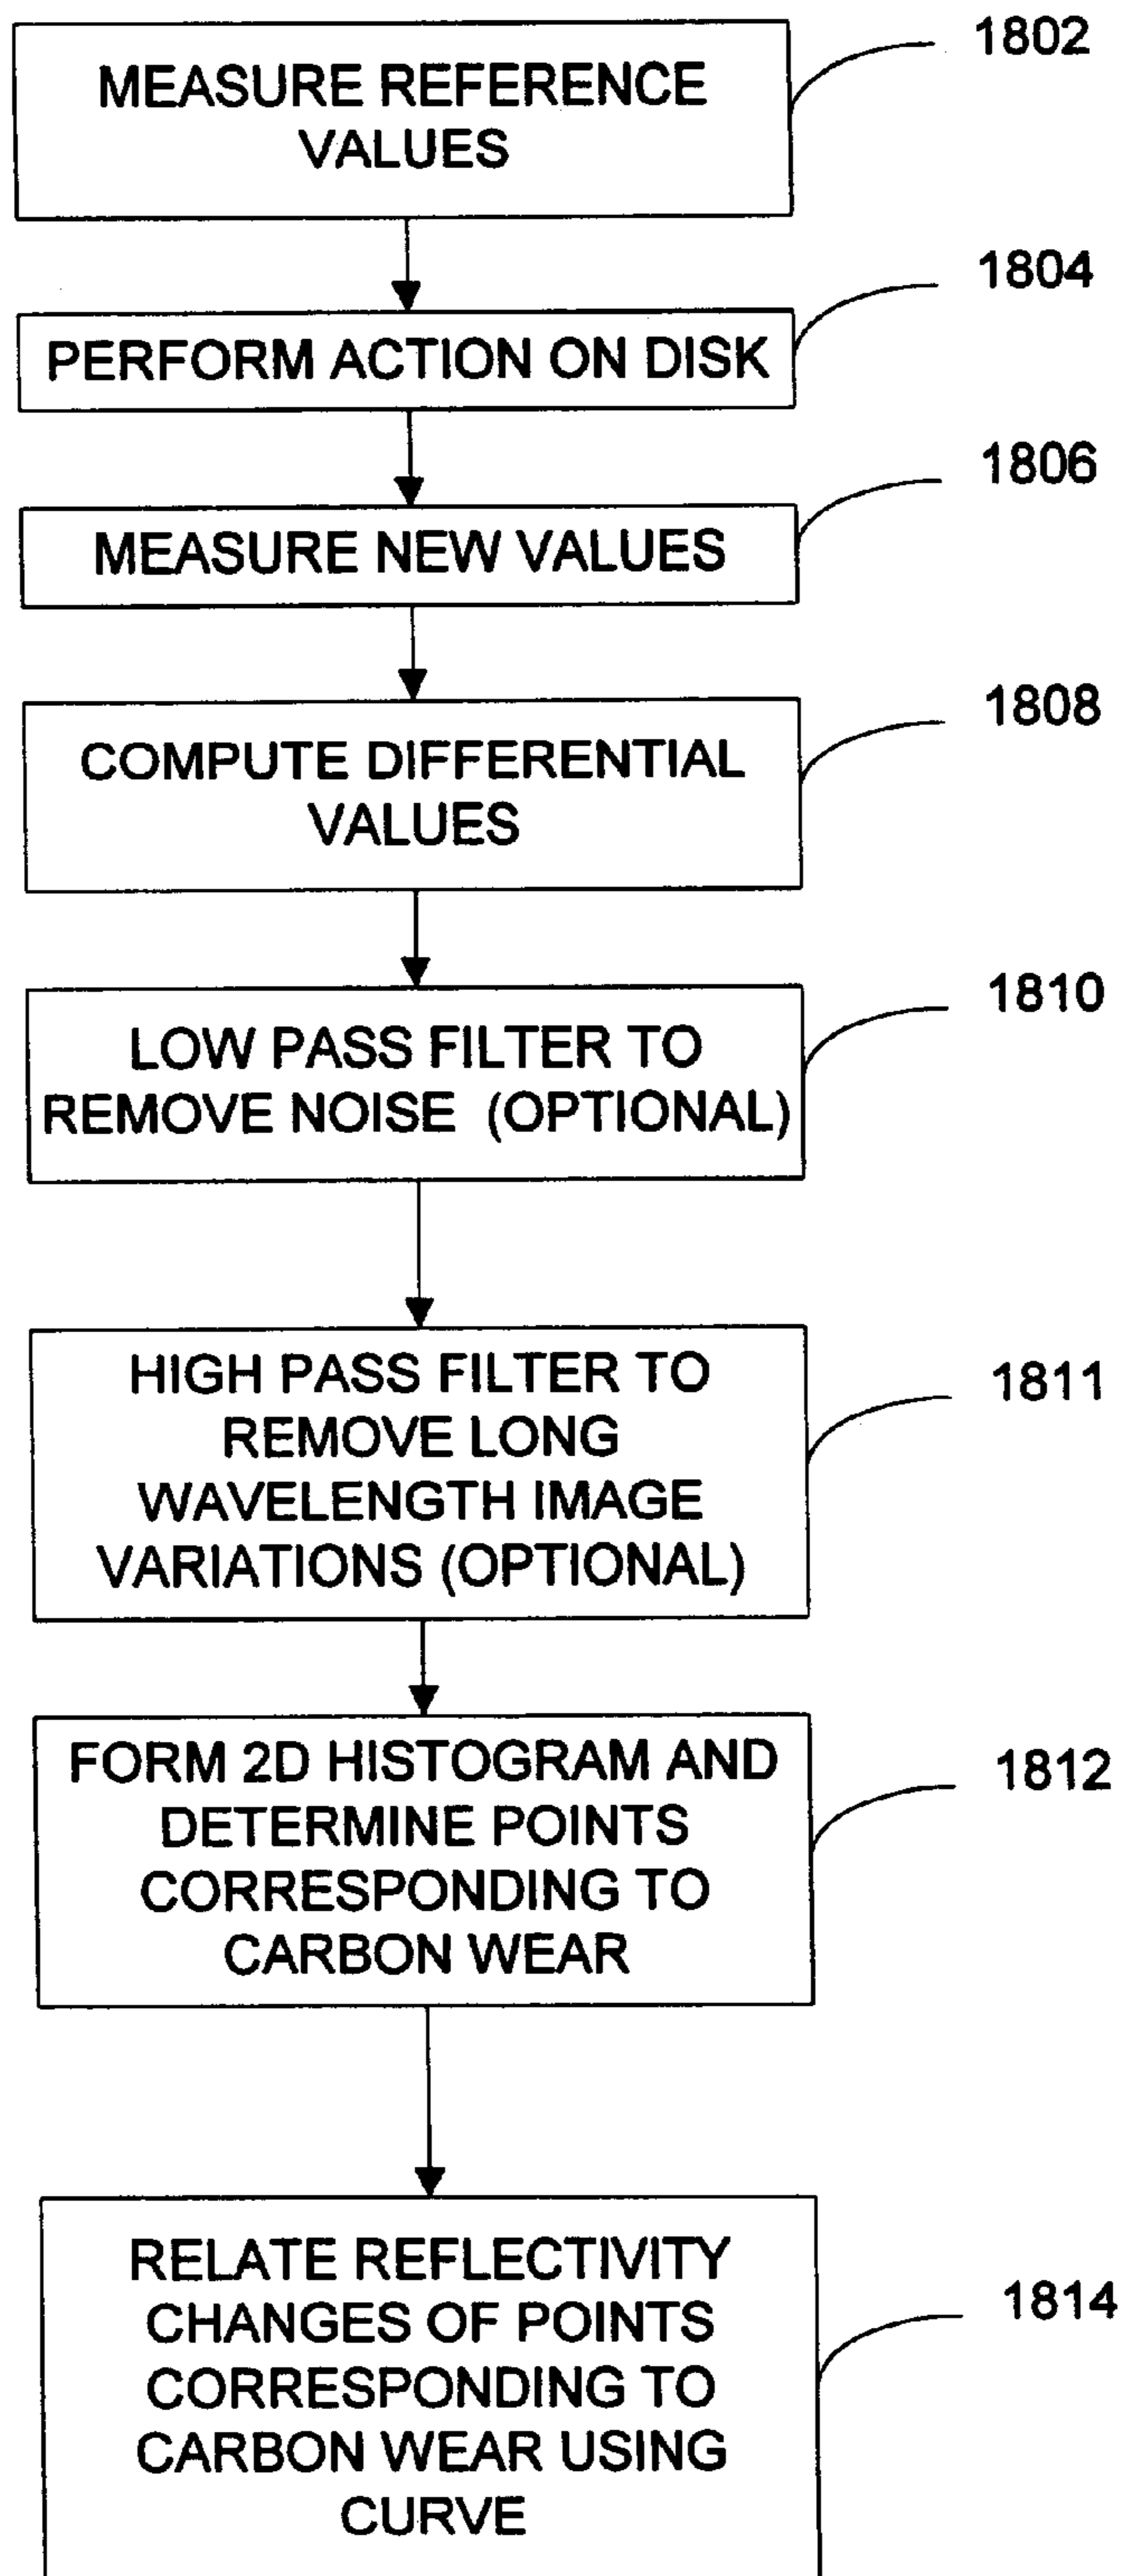 1802
MEASURE REFERENCE
VALUES
1804
PERFORM ACTION ON DISK
1806
MEASURE NEW VALUES
1808
COMPUTE DIFFERENTIAL
VALUES
1810
LOW PASS FILTER TO
REMOVE NOISE (OPTIONAL)
1811
HIGH PASS FILTER TO
REMOVE LONG
WAVELENGTH IMAGE
VARIATIONS (OPTIONAL)
1812
FORM 2D HISTOGRAM AND
DETERMINE POINTS
CORRESPONDING TO
CARBON WEAR
1814
RELATE REFLECTIVITY
CHANGES OF POINTS
CORRESPONDING TO
CARBON WEAR USING
CURVE